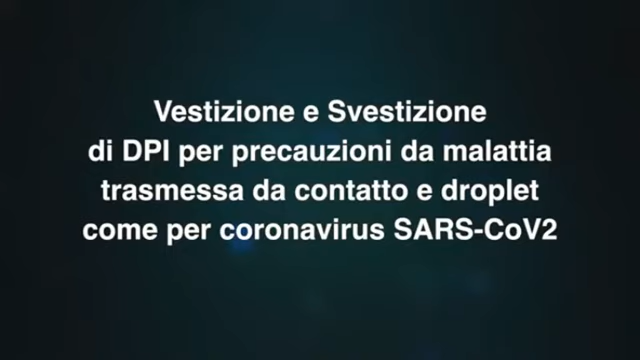 Vestizione e Svestizione
di DPI per precauzioni da malattia
trasmessa da contatto e droplet
come per coronavirus SARS-CoV2